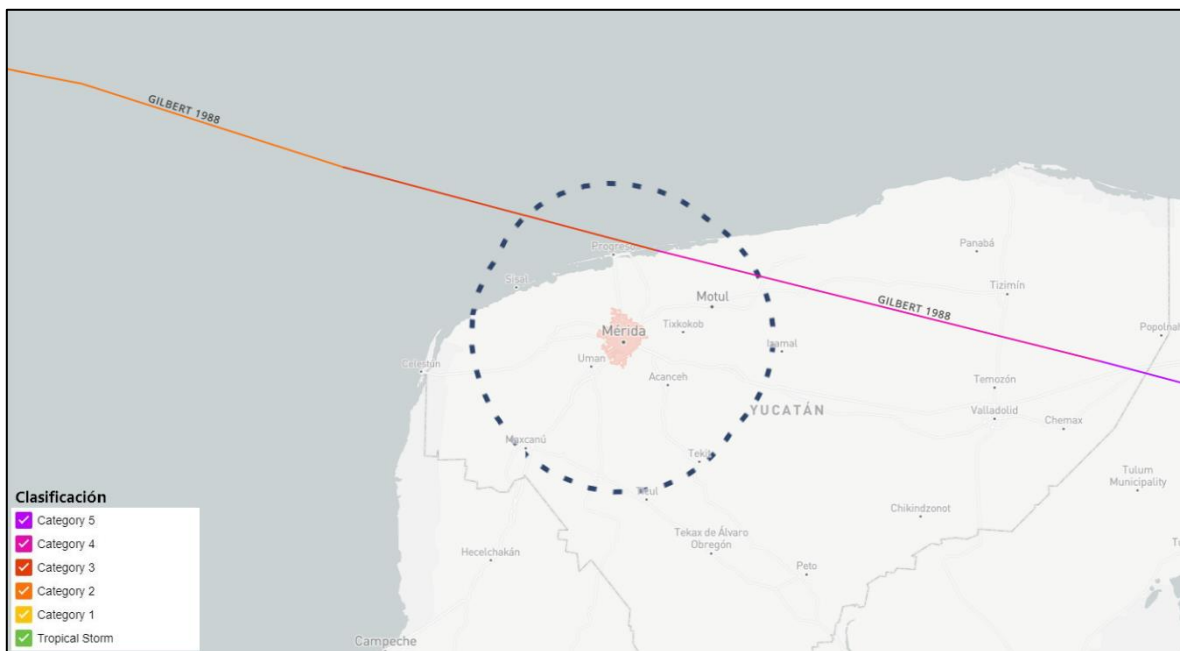 GILBERT 1988
Progreso
Panabá
Sisal
Tizimín
Motul
GILBERT 1988
Tixkokob
Mérida
Popolnah
Izamal
Uman
Celestún
Acanceh
Temozón
YUCATÁN
Valladolid
Chemax
Maxcanú
Tekit
Tulum
Municipality
Ticul
Chikindzonot
Tekax de Álvaro
Obregón
Hecelchakán
Peto
Campeche
Clasificación
Category 5
Category 4
Category 3
Category 2
Category 1
Tropical Storm